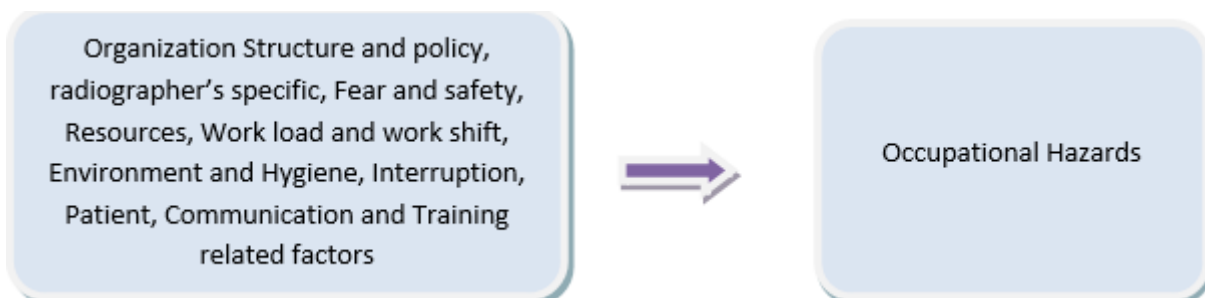 Organization Structure and policy,
radiographer's specific, Fear and safety,
Resources, Work load and work shift,
Environment and Hygiene, Interruption,
Patient, Communication and Training
related factors
Occupational Hazards